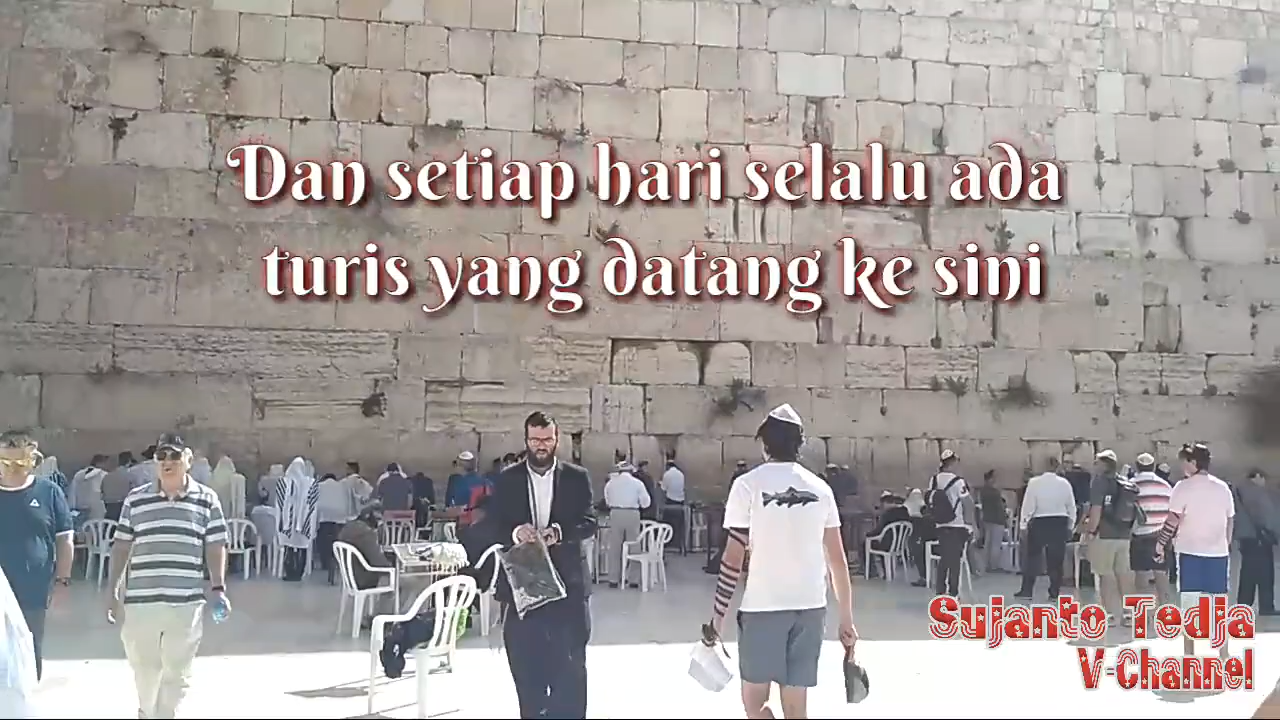 Dan setiap hari selalu ada
turis yang datang ke sini
Sujanto Tedja
V-Channel